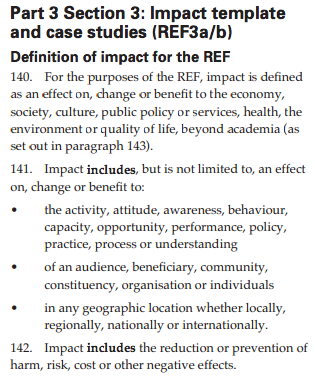 Part 3 Section 3: Impact template
and case studies (REF3a/b)
Definition of impact for the REF
140. For the purposes of the REF, impact is defined
as an effect on, change or benefit to the economy,
society, culture, public policy or services, health, the
environment or quality of life, beyond academia (as
set out in paragraph 143).
141. Impact includes, but is not limited to, an effect
on, change or benefit to:
• the activity, attitude, awareness, behaviour,
capacity, opportunity, performance, policy,
practice, process or understanding
• of an audience, beneficiary, community,
constituency, organisation or individuals
• in any geographic location whether locally,
regionally, nationally or internationally.
142. Impact includes the reduction or prevention of
harm, risk, cost or other negative effects.